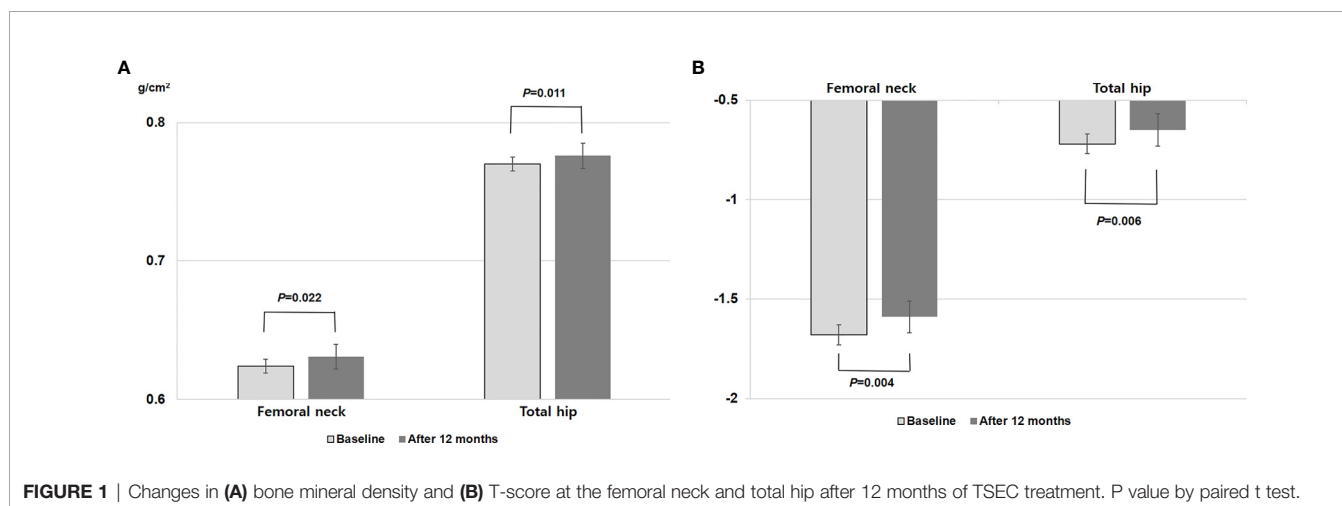 A
g/cm²
P=0.011
0.8
0.7
P=0.022
0.6
Femoral neck
Total hip
Baseline
After 12 months
B
Femoral neck
Total hip
-0.5
-1
P=0.006
-1.5
P=0.004
-2
Baseline
After 12 months
FIGURE 1 | Changes in (A) bone mineral density and (B) T-score at the femoral neck and total hip after 12 months of TSEC treatment. P value by paired t test.